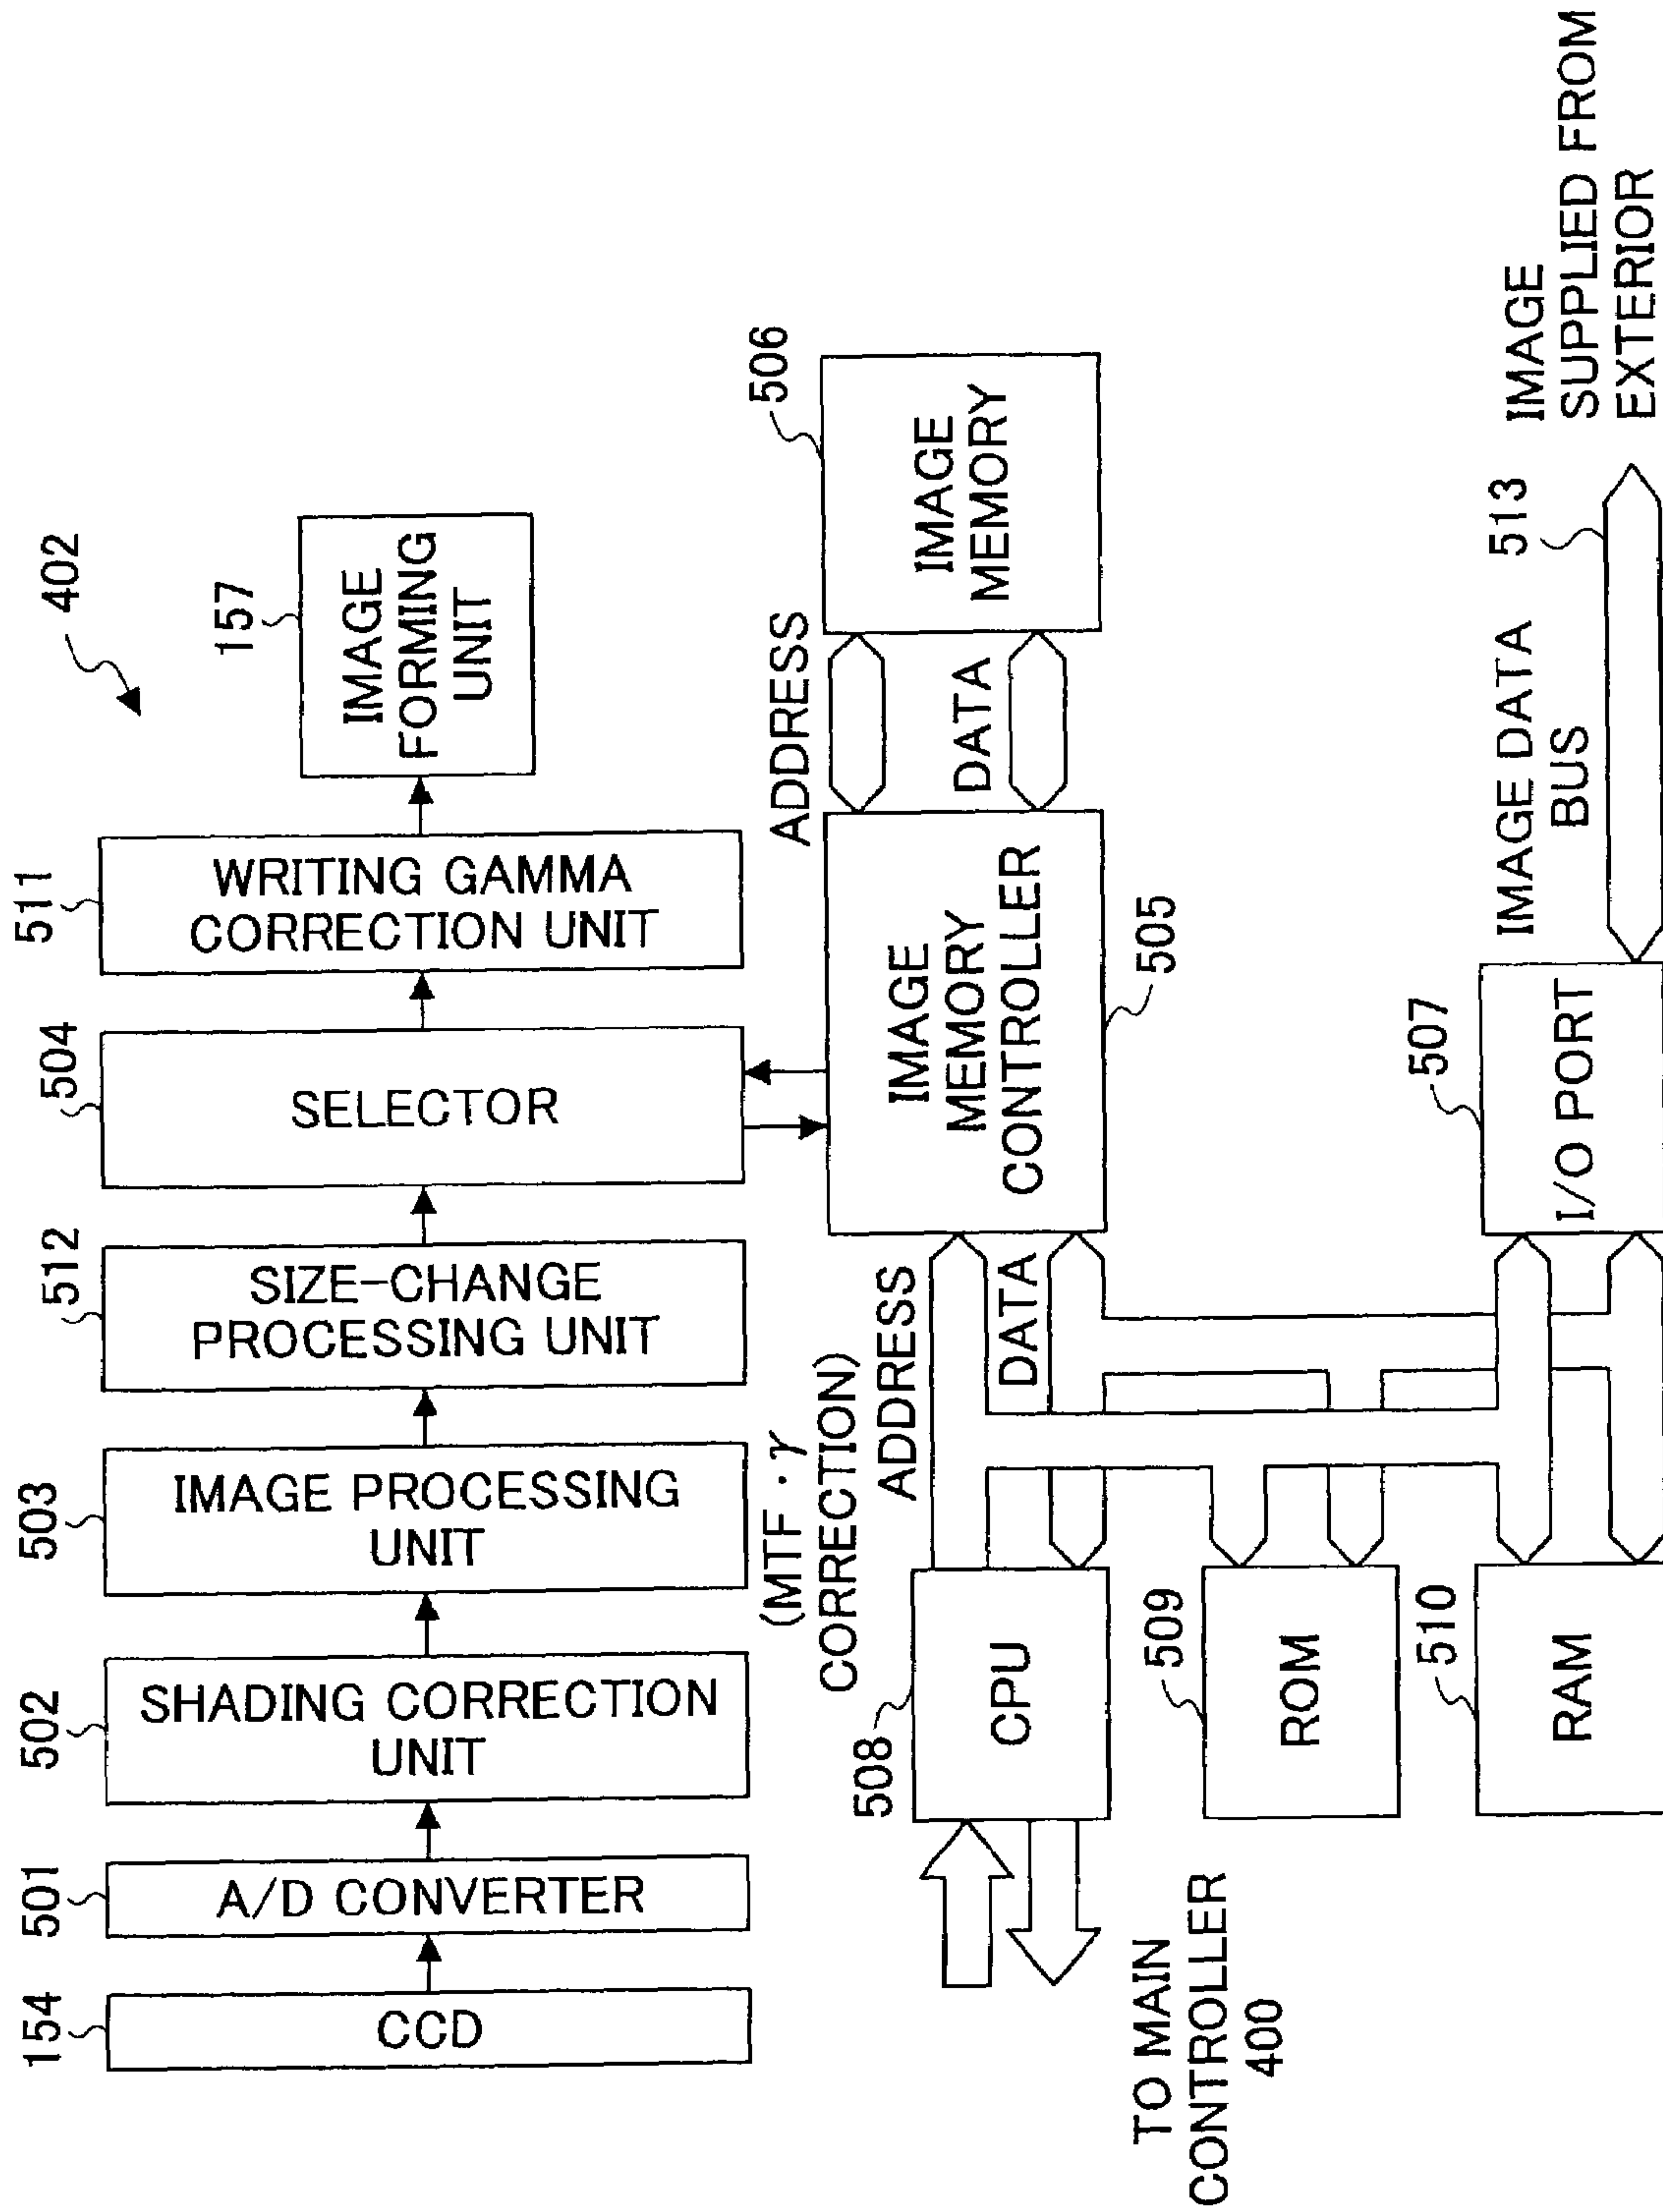 402
154
CCD
501
A/D CONVERTER
502
SHADING CORRECTION
UNIT
503
IMAGE PROCESSING
UNIT
(MTF・γ
CORRECTION)
512
SIZE-CHANGE
PROCESSING UNIT
504
SELECTOR
511
WRITING GAMMA
CORRECTION UNIT
157
IMAGE
FORMING
UNIT
508
CPU
ADDRESS
DATA
IMAGE
MEMORY
CONTROLLER
505
ADDRESS
DATA
506
IMAGE
MEMORY
TO MAIN
CONTROLLER
400
509
ROM
510
RAM
507
I/O PORT
IMAGE DATA
BUS
513
IMAGE
SUPPLIED FROM
EXTERIOR